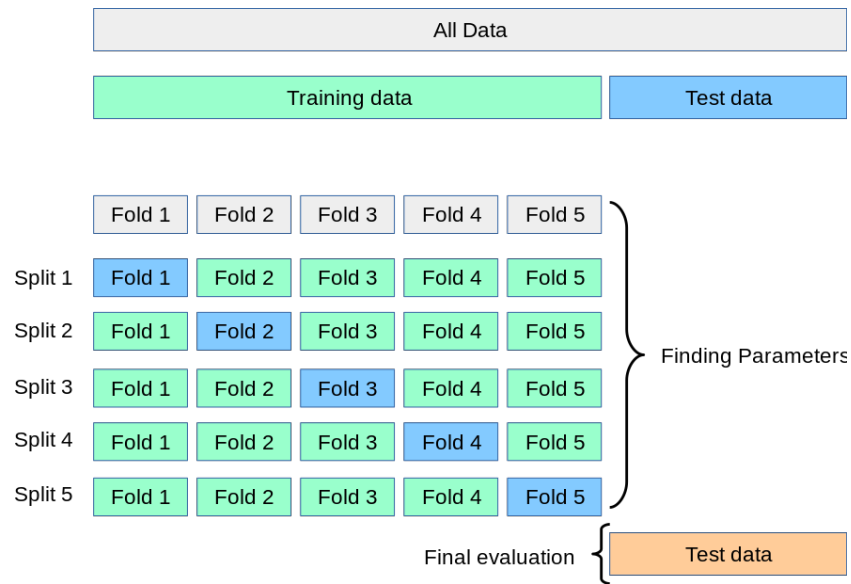 All Data
Training data Test data
Fold 1 Fold 2 Fold 3 Fold 4 Fold 5
Split 1 Fold 1 Fold 2 Fold 3 Fold 4 Fold 5
Split 2 Fold 1 Fold 2 Fold 3 Fold 4 Fold 5
Finding Parameters
Split 3 Fold 1 Fold 2 Fold 3 Fold 4 Fold 5
Split 4 Fold 1 Fold 2 Fold 3 Fold 4 Fold 5
Split 5 Fold 1 Fold 2 Fold 3 Fold 4 Fold 5
Final evaluation Test data